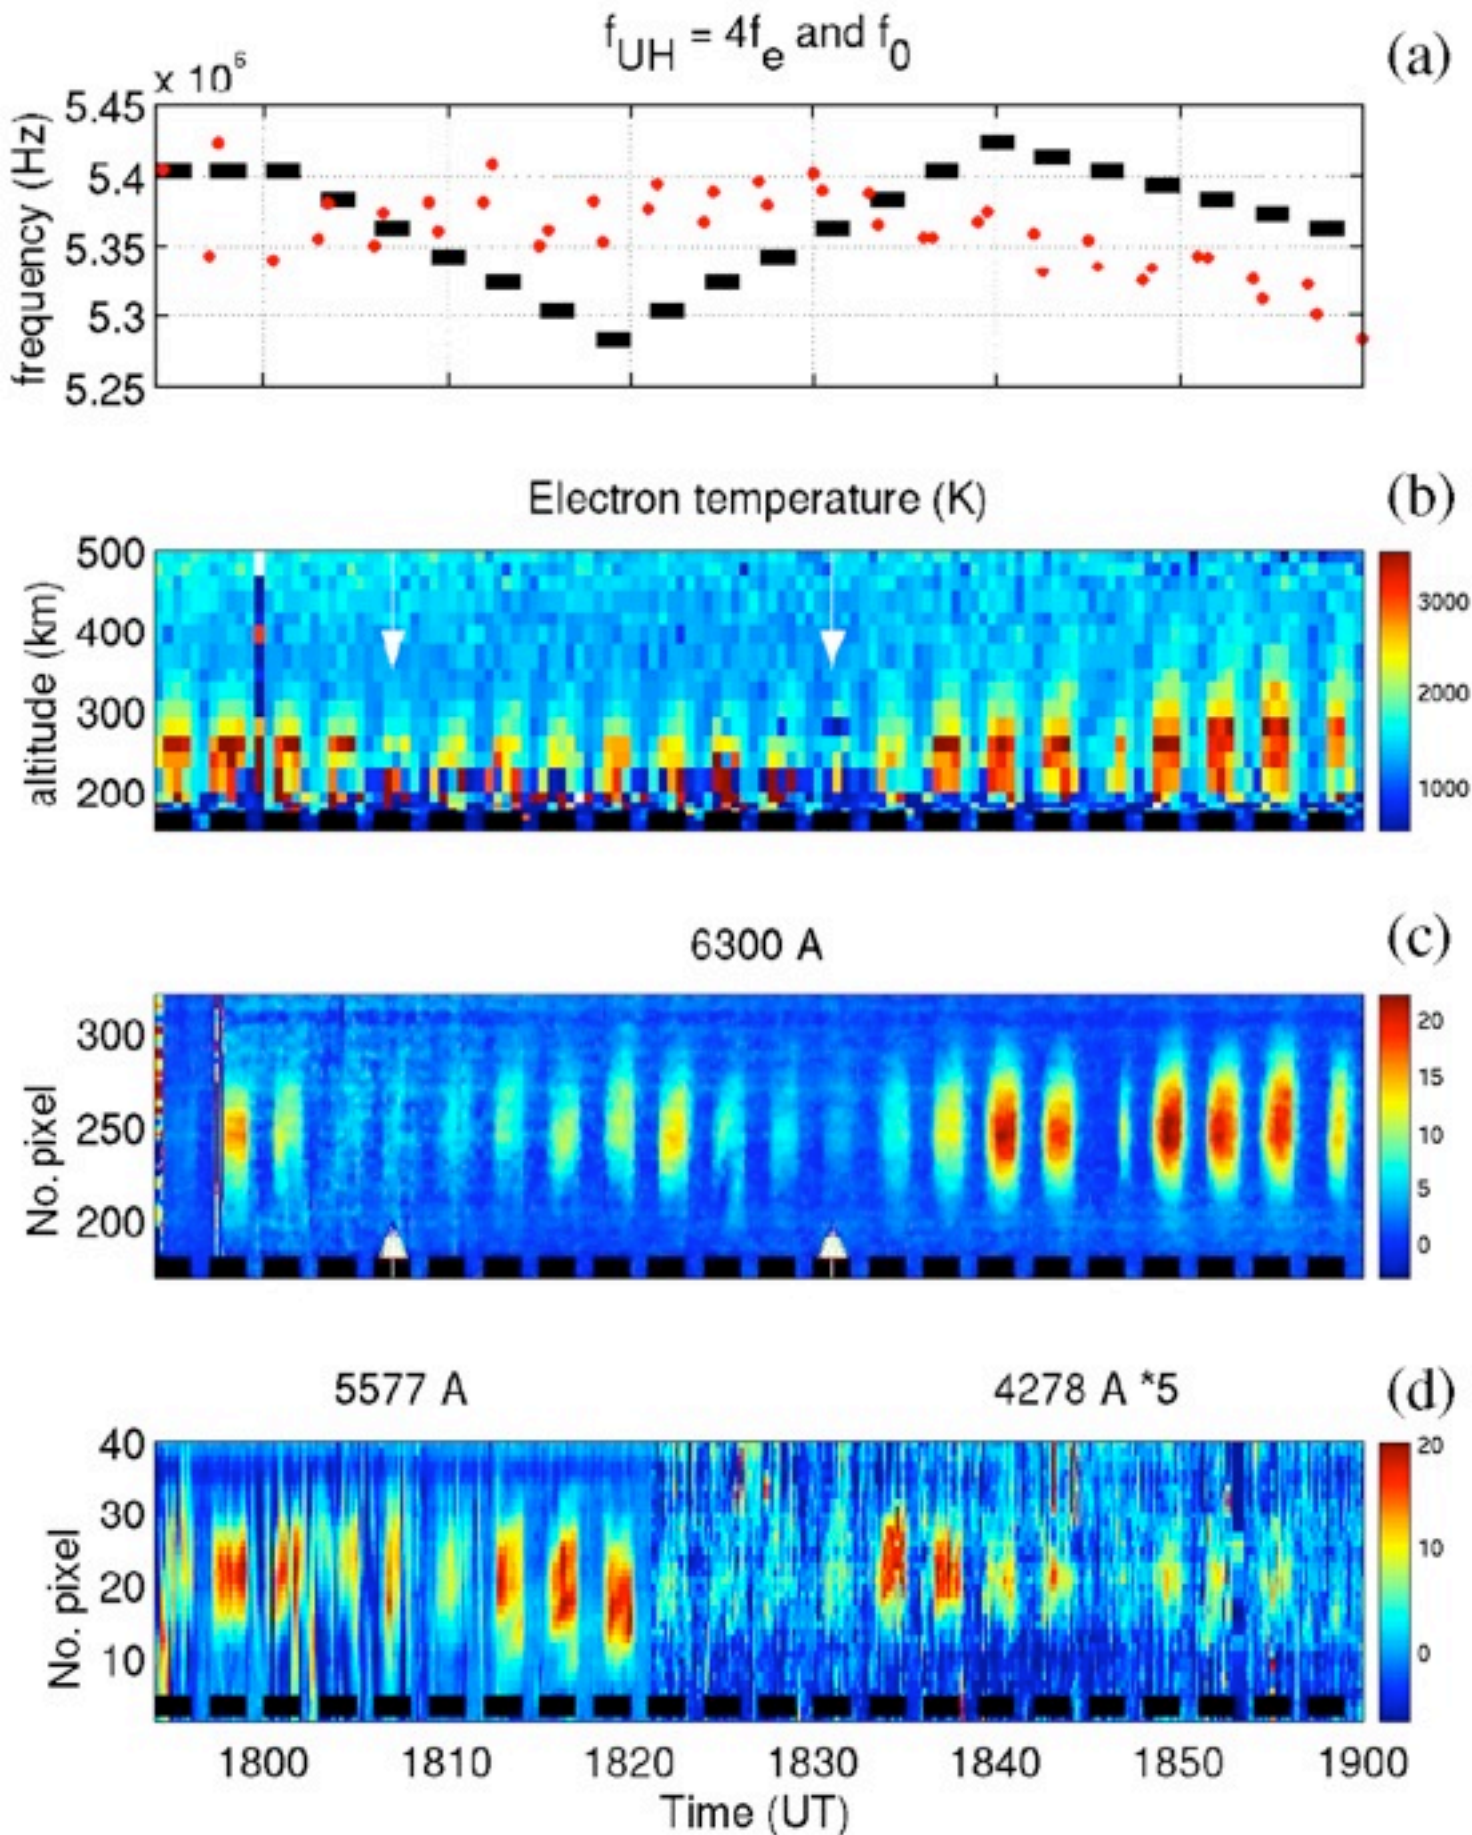 f_UH = 4f_e and f_0
(a)
x 10^6
5.45
5.4
5.35
5.3
5.25
frequency (Hz)
Electron temperature (K)
(b)
500
400
300
200
altitude (km)
3000
2000
1000
6300 A
(c)
300
250
200
No. pixel
20
15
10
5
0
5577 A
4278 A *5
(d)
40
30
20
10
No. pixel
20
10
0
1800 1810 1820 1830 1840 1850 1900
Time (UT)